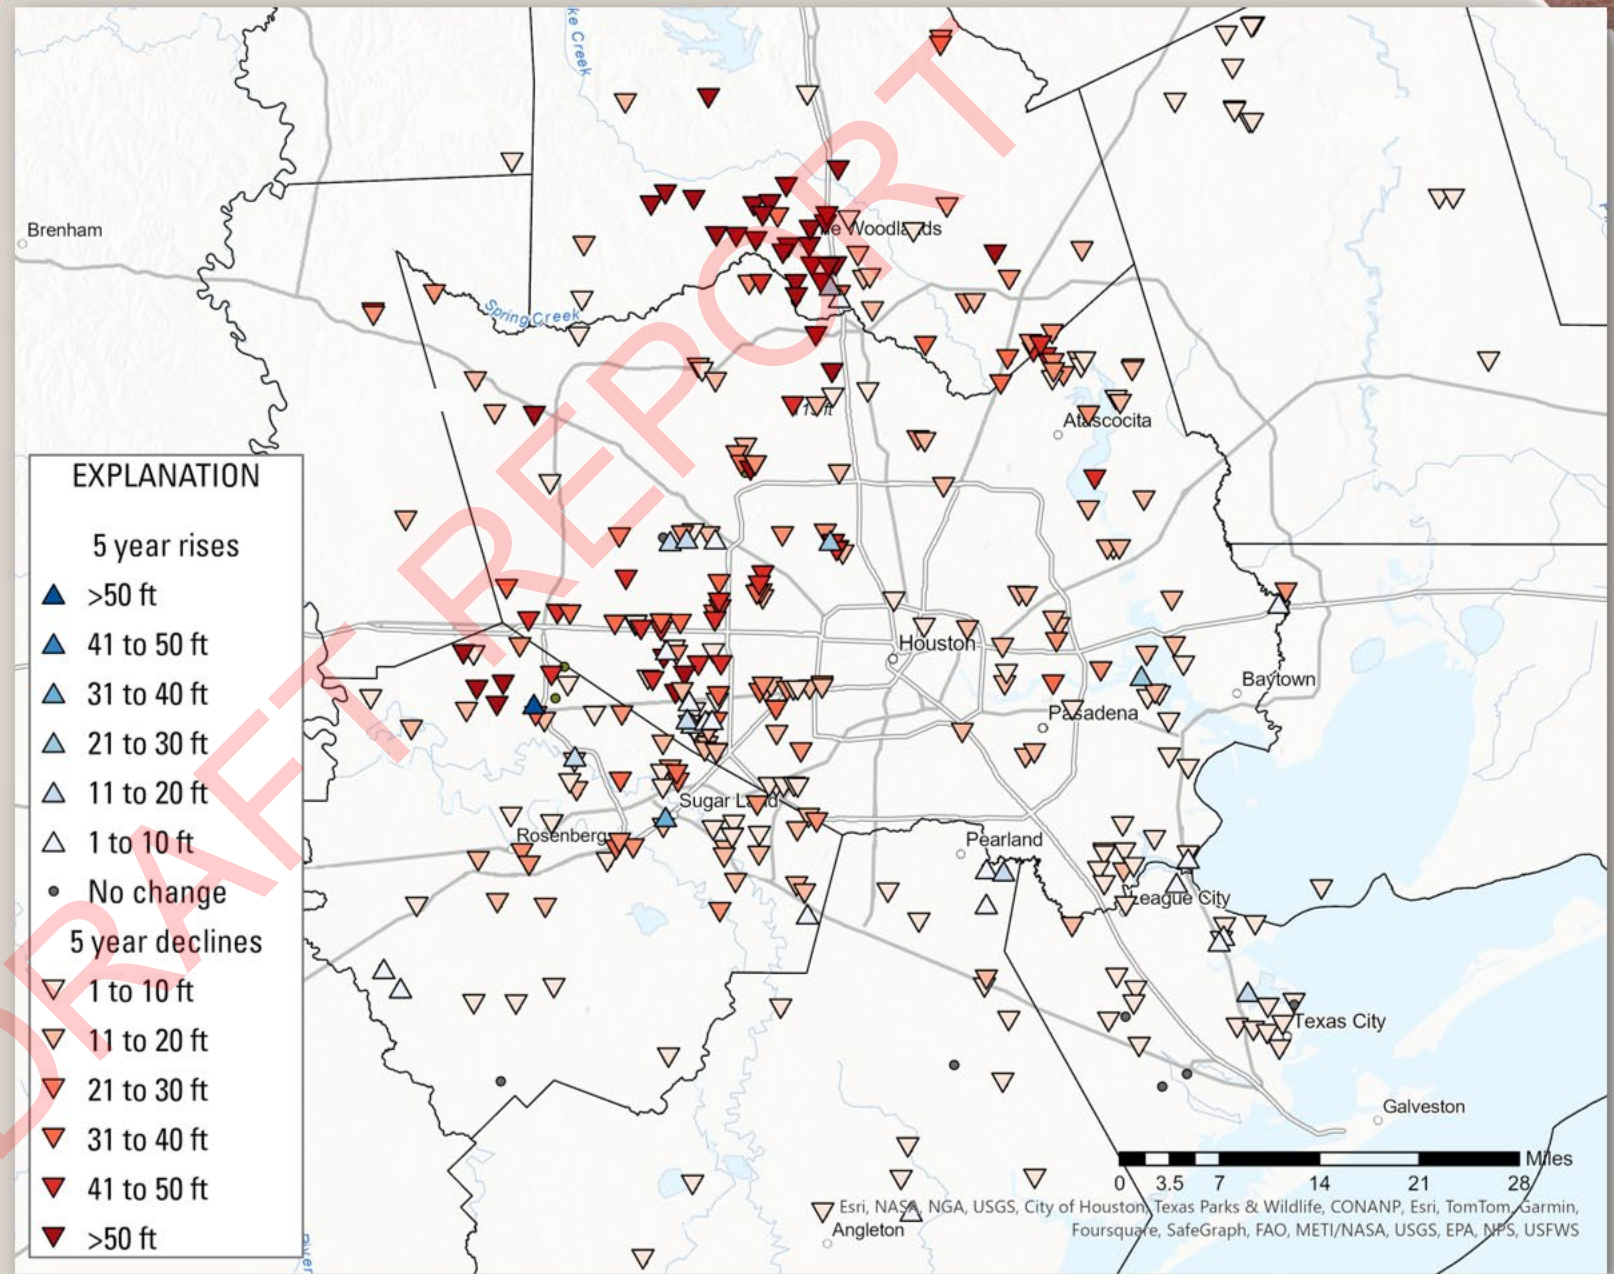 ke Creek
Brenham
Woodlands
Spring Creek
Atascocita
EXPLANATION
5 year rises
>50 ft
41 to 50 ft
31 to 40 ft
21 to 30 ft
11 to 20 ft
1 to 10 ft
No change
5 year declines
1 to 10 ft
11 to 20 ft
21 to 30 ft
31 to 40 ft
41 to 50 ft
>50 ft
DRAFT REPORT
Houston
Baytown
Pasadena
Sugar Land
Rosenberg
Pearland
League City
Texas City
Galveston
Miles
0 3.5 7 14 21 28
Esri, NASA, NGA, USGS, City of Houston, Texas Parks & Wildlife, CONANP, Esri, TomTom, Garmin,
Foursquare, SafeGraph, FAO, METI/NASA, USGS, EPA, NPS, USFWS
Angleton
River